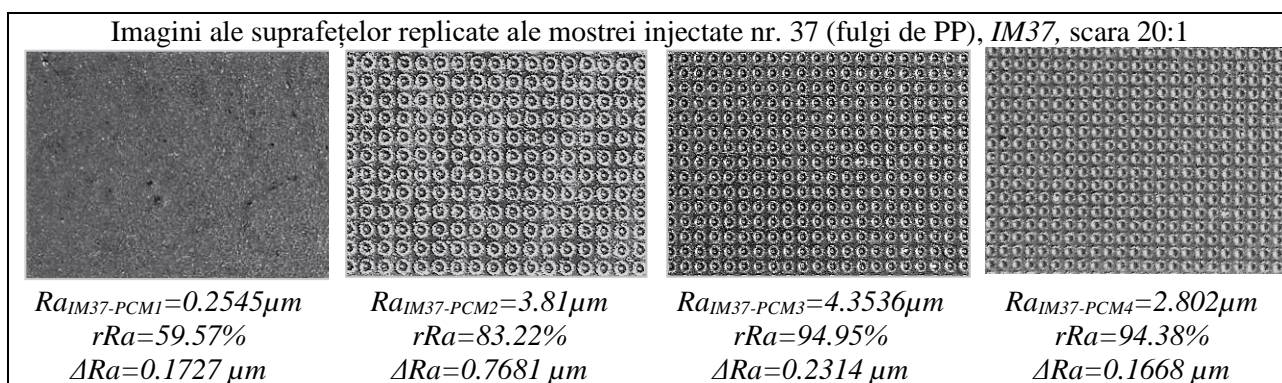 Imagini ale suprafețelor replicate ale mostrei injectate nr. 37 (fulgi de PP), IM37, scara 20:1
RaIM37-PCM1=0.2545µm RaIM37-PCM2=3.81µm RaIM37-PCM3=4.3536µm RaIM37-PCM4=2.802µm
rRa=59.57% rRa=83.22% rRa=94.95% rRa=94.38%
ΔRa=0.1727 µm ΔRa=0.7681 µm ΔRa=0.2314 µm ΔRa=0.1668 µm